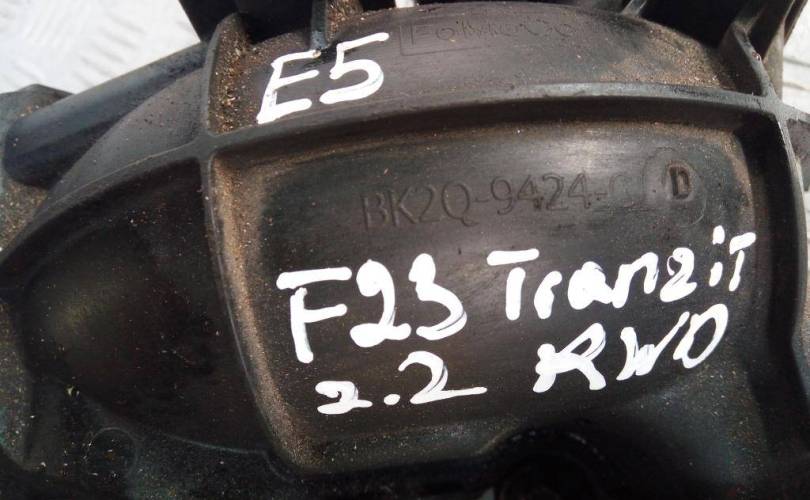 E5
BK2Q-9424-
D
F23 Tranzit
2.2 RWD